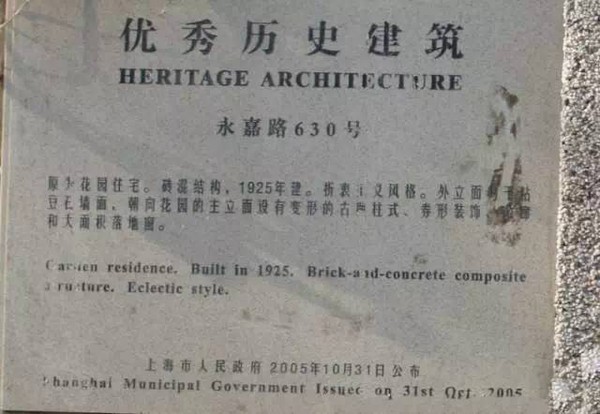 优秀历史建筑
HERITAGE ARCHITECTURE
永嘉路630号
原为花园住宅。砖混结构，1925年建。折衷主义风格。外立面
豆石墙面，朝向花园的主立面设有变形的古典柱式、券形装饰
和大面积落地窗。
Garden residence. Built in 1925. Brick-and-concrete composite
structure. Eclectic style.
上海市人民政府 2005年10月31日公布
Shanghai Municipal Government Issued on 31st Oct. 2005